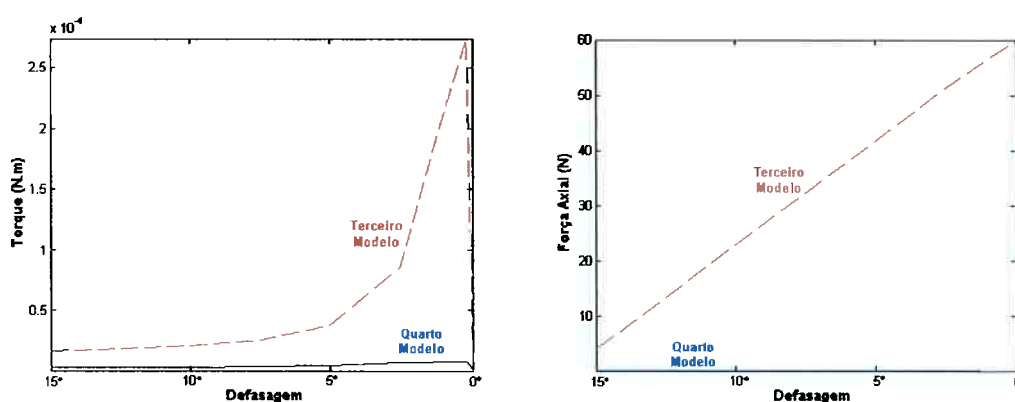 x 10⁻⁴
2.5
2
1.5
1
0.5
Torque (N.m)
Terceiro
Modelo
Quarto
Modelo
15° 10° 5° 0°
Defasagem
60
50
40
30
20
10
Força Axial (N)
Terceiro
Modelo
Quarto
Modelo
15° 10° 5° 0°
Defasagem